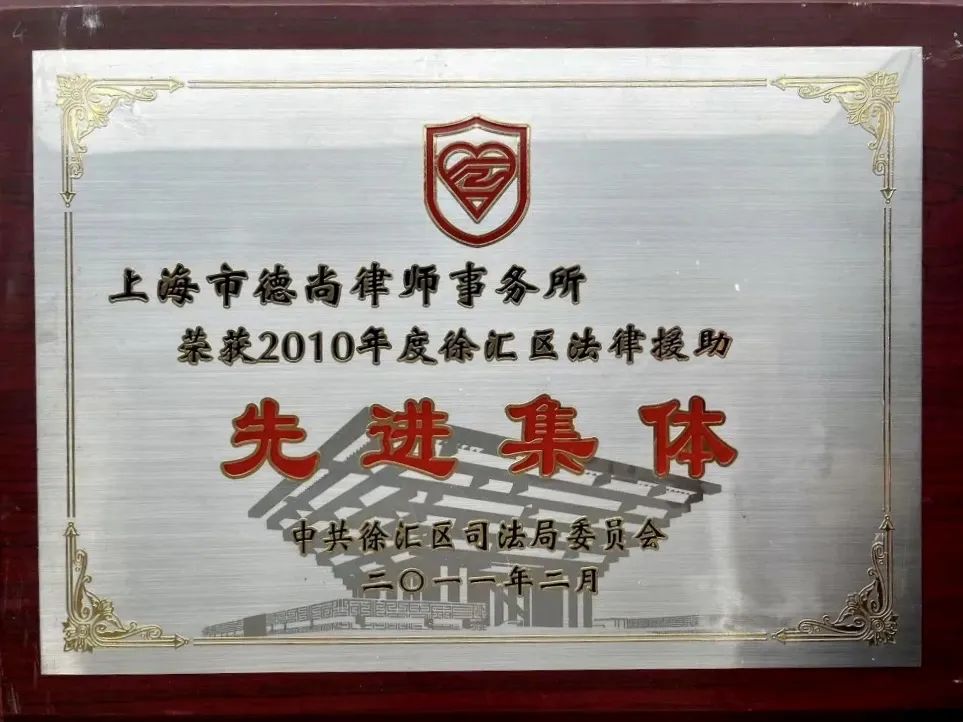 上海市德尚律师事务所
荣获2010年度徐汇区法律援助
先进集体
中共徐汇区司法局委员会
二〇一一年二月